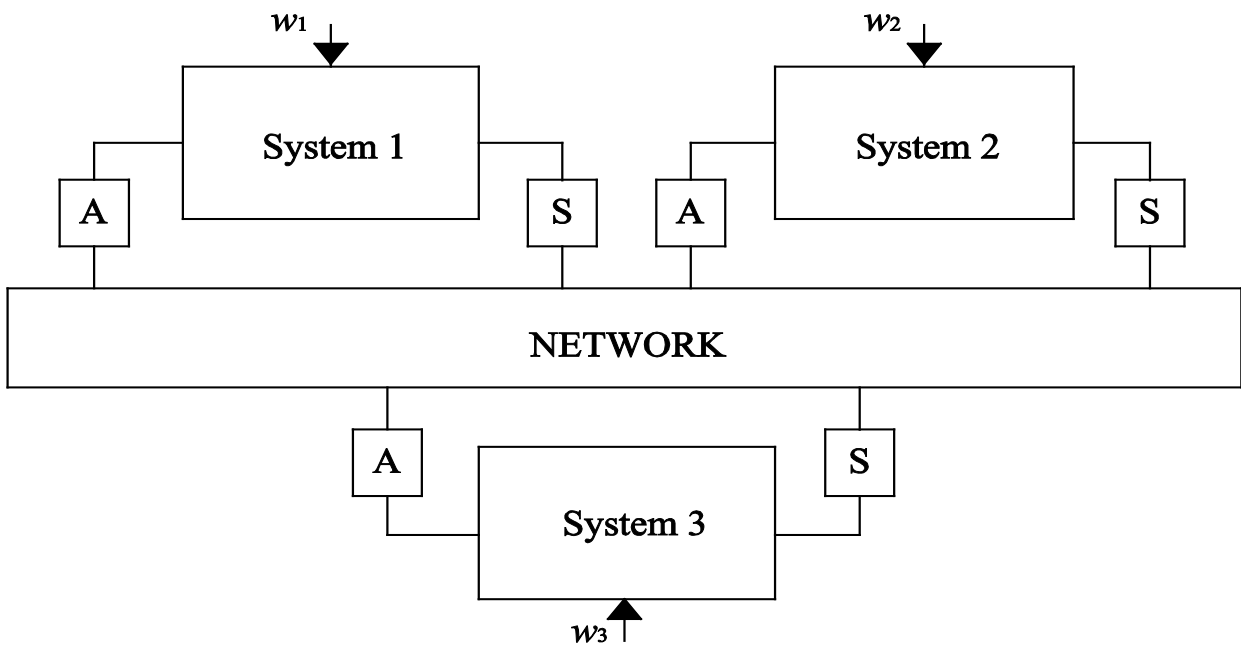 w1
w2
System 1
System 2
A
S
A
S
NETWORK
A
S
System 3
w3